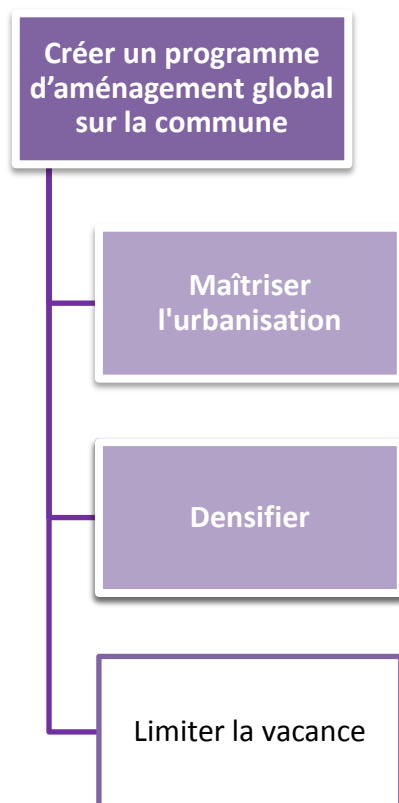 Créer un programme
d’aménagement global
sur la commune
Maîtriser
l'urbanisation
Densifier
Limiter la vacance